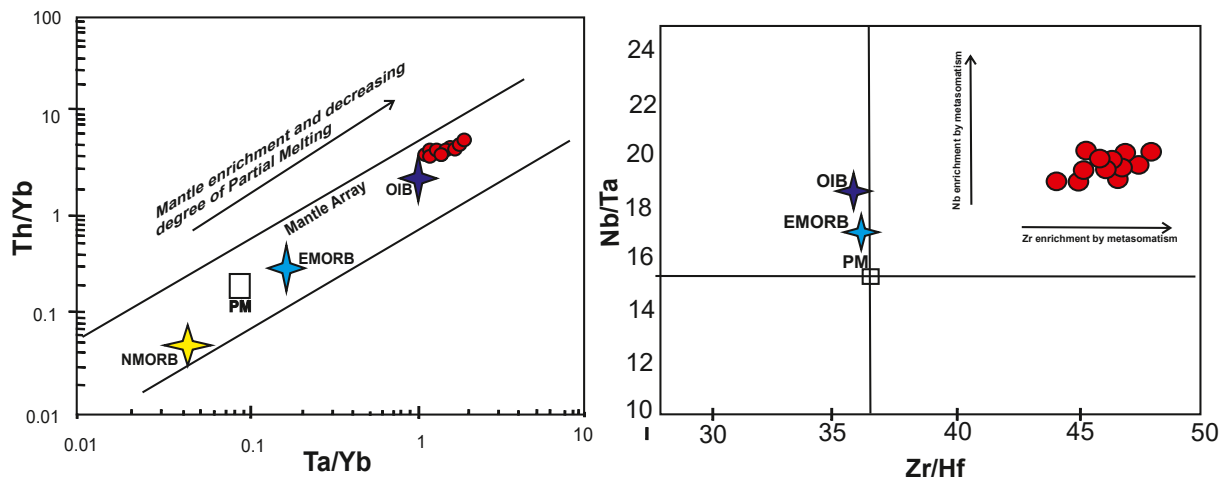 100
10
1
0.1
0.01
Th/Yb
Mantle enrichment and decreasing
degree of Partial Melting
Mantle Array
OIB
EMORB
PM
NMORB
0.01
0.1
1
10
Ta/Yb
24
22
20
18
16
15
14
12
10
Nb/Ta
Nb enrichment by metasomatism
OIB
EMORB
PM
Zr enrichment by metasomatism
30
35
40
45
50
Zr/Hf